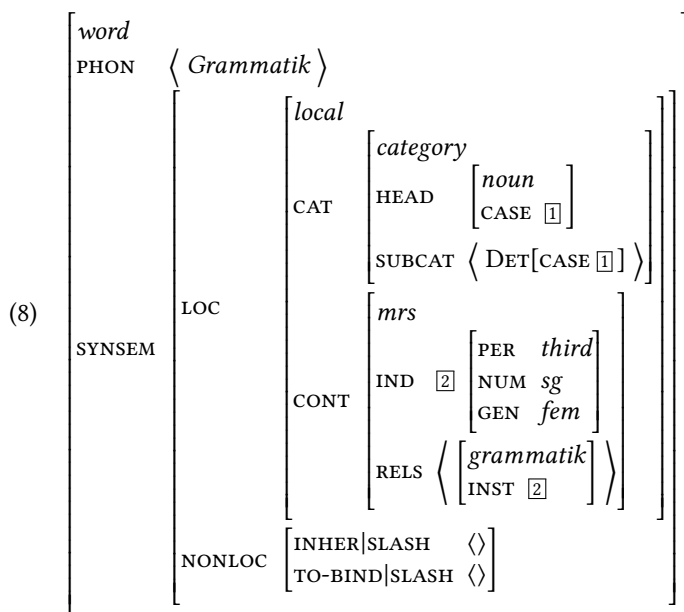 word
PHON ⟨ Grammatik ⟩
local
category
HEAD noun
CASE 1
CAT
SUBCAT ⟨ DET[CASE 1] ⟩
(8)
LOC
mrs
SYNSEM
PER third
IND 2 NUM sg
GEN fem
CONT
grammatik
RELS ⟨ INST 2 ⟩
INHER|SLASH ⟨⟩
NONLOC
TO-BIND|SLASH ⟨⟩